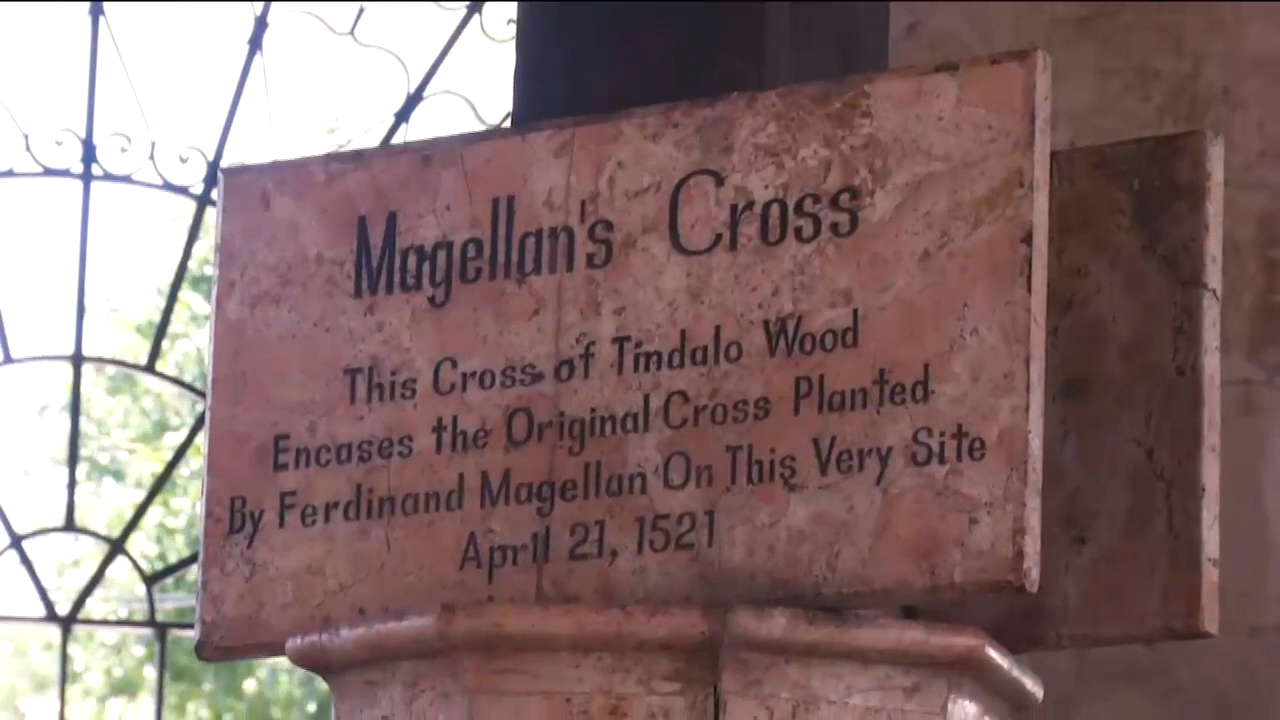 Magellan's Cross
This Cross of Tindalo Wood
Encases the Original Cross Planted
By Ferdinand Magellan On This Very Site
April 21, 1521